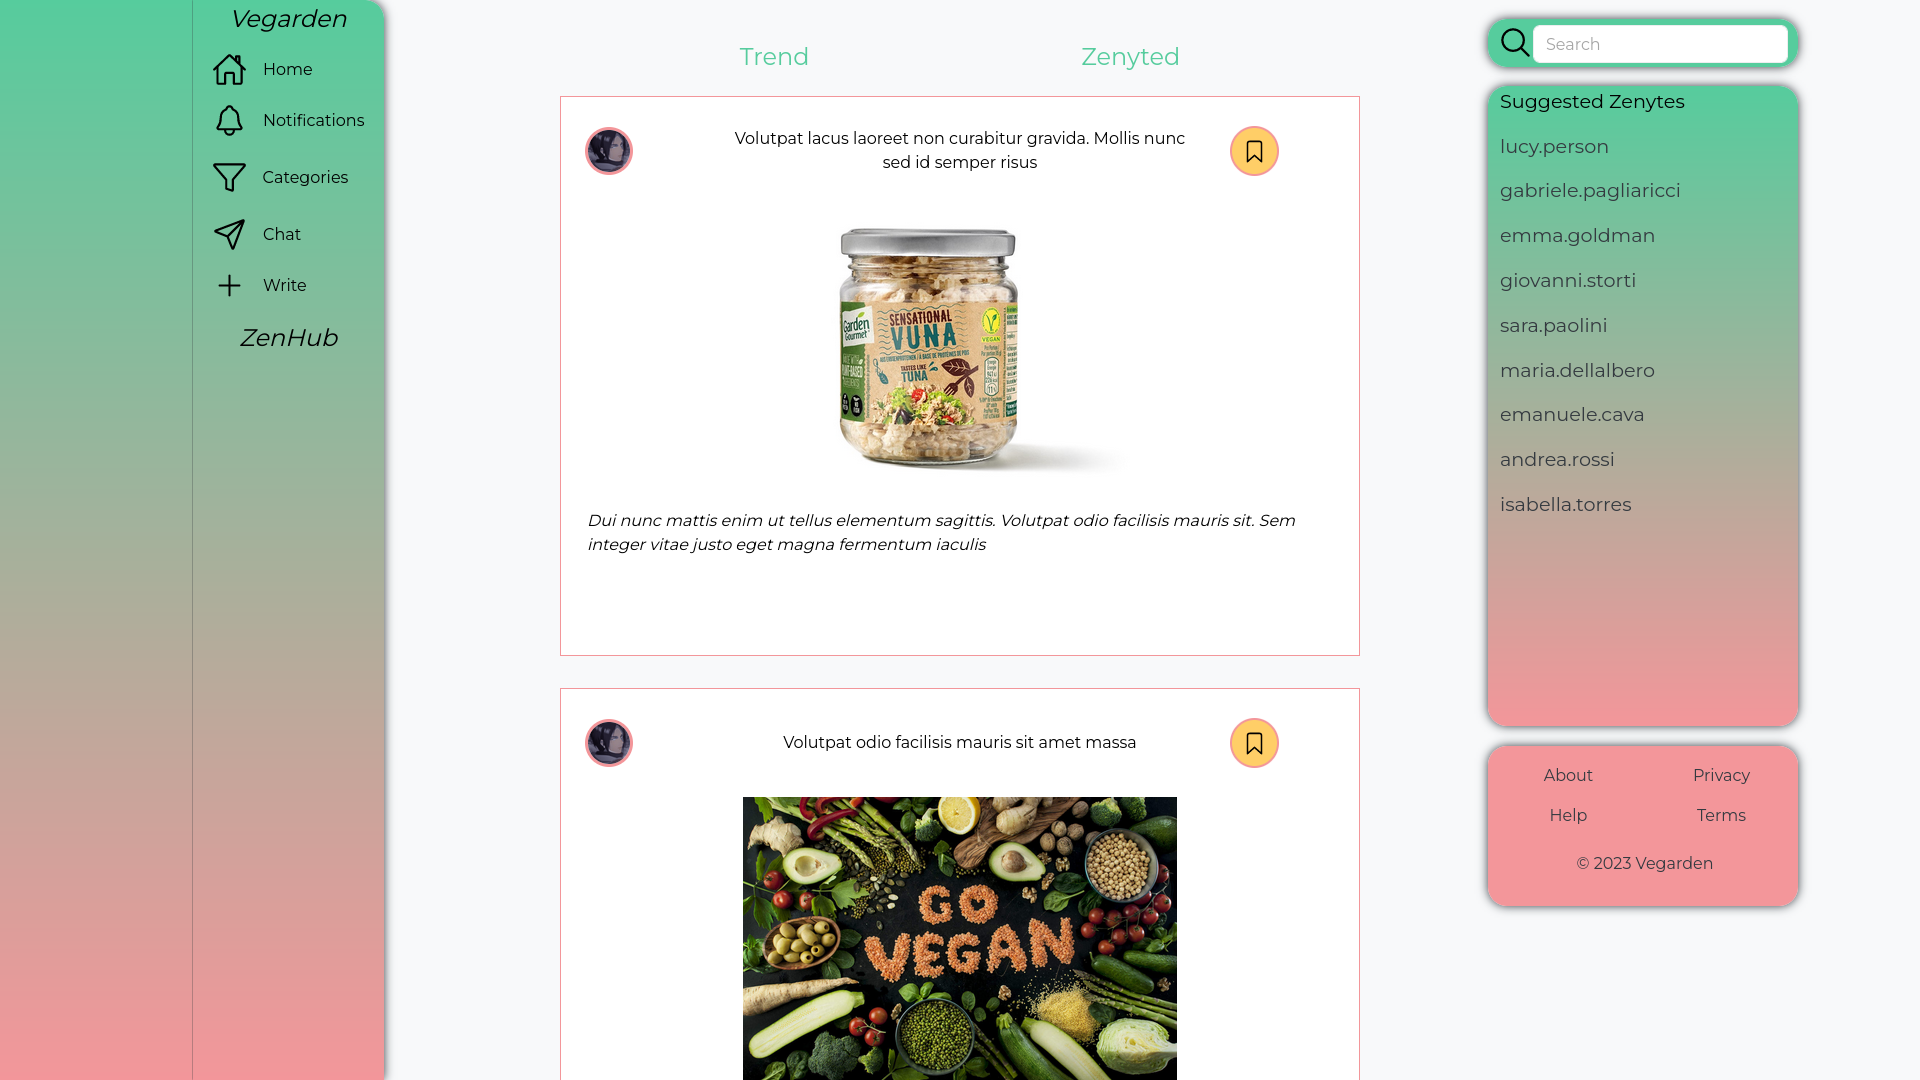 Vegarden
Home
Notifications
Categories
Chat
Write
ZenHub
Trend
Zenyted
Volutpat lacus laoreet non curabitur gravida. Mollis nunc
sed id semper risus
Garden
Gourmet
SENSATIONAL
VUNA
TASTES LIKE
TUNA
VEGAN
PLANT-BASED
Dui nunc mattis enim ut tellus elementum sagittis. Volutpat odio facilisis mauris sit. Sem
integer vitae justo eget magna fermentum iaculis
Volutpat odio facilisis mauris sit amet massa
GO
VEGAN
Search
Suggested Zenytes
lucy.person
gabriele.pagliaricci
emma.goldman
giovanni.storti
sara.paolini
maria.dellalbero
emanuele.cava
andrea.rossi
isabella.torres
About
Privacy
Help
Terms
© 2023 Vegarden